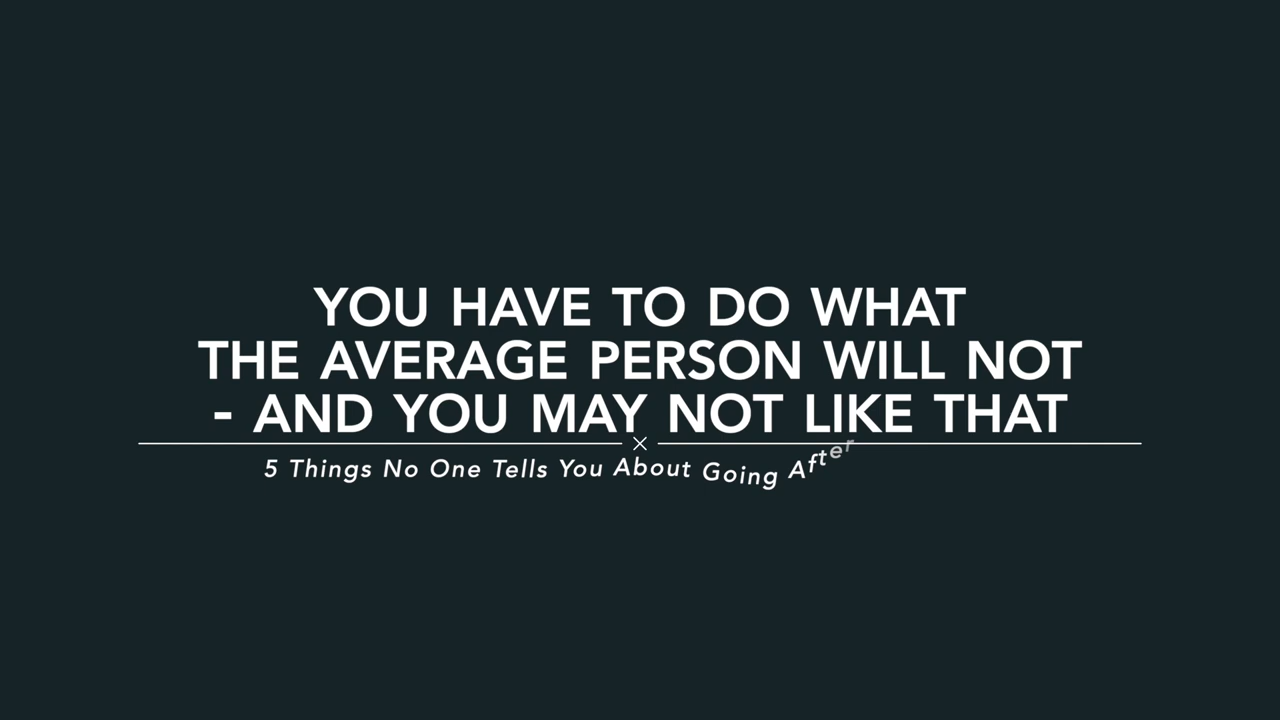 YOU HAVE TO DO WHAT
THE AVERAGE PERSON WILL NOT
- AND YOU MAY NOT LIKE THAT
5 Things No One Tells You About Going After